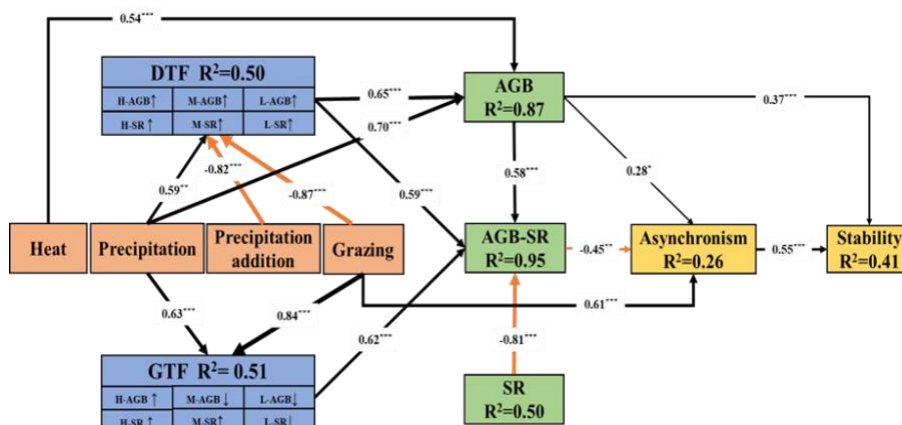 0.54***
DTF R²=0.50
H-AGB↑ M-AGB↑ L-AGB↑
H-SR↑ M-SR↑ L-SR↑
0.65***
AGB
R²=0.87
0.37***
0.70***
-0.82***
0.59**
-0.87***
0.59***
0.58***
0.28*
Heat
Precipitation
Precipitation
addition
Grazing
AGB-SR
R²=0.95
-0.45**
Asynchronism
R²=0.26
0.55***
Stability
R²=0.41
0.63***
0.84***
0.62***
0.61***
-0.81***
GTF R²= 0.51
H-AGB↑ M-AGB↓ L-AGB↓
H-SR↑ M-SR↑ L-SR↓
SR
R²=0.50